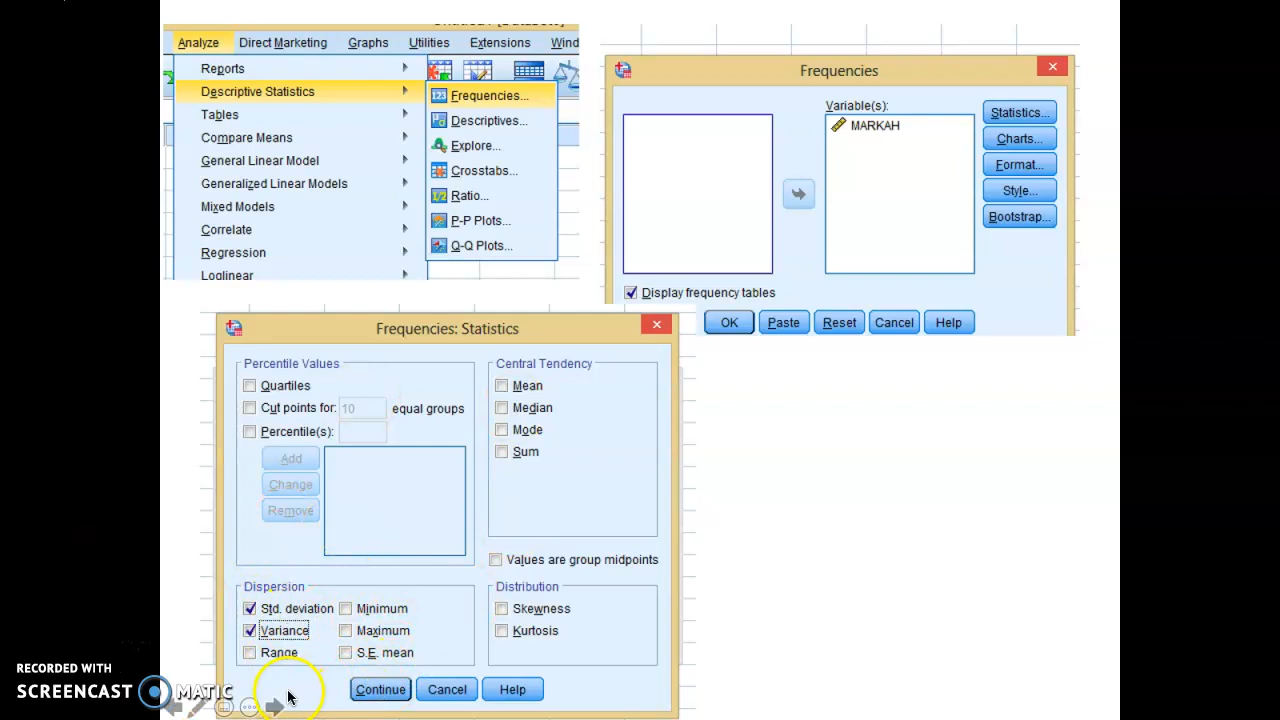 Analyze Direct Marketing Graphs Utilities Extensions Wind
Reports
Descriptive Statistics
Tables
Compare Means
General Linear Model
Generalized Linear Models
Mixed Models
Correlate
Regression
Loglinear
123 Frequencies...
Descriptives...
Explore...
Crosstabs...
1/2 Ratio...
P-P Plots...
Q-Q Plots...
Frequencies
Variable(s):
MARKAH
Statistics...
Charts...
Format...
Style...
Bootstrap...
Display frequency tables
OK Paste Reset Cancel Help
Frequencies: Statistics
Percentile Values
Quartiles
Cut points for: 10 equal groups
Percentile(s):
Add
Change
Remove
Central Tendency
Mean
Median
Mode
Sum
Values are group midpoints
Dispersion
Std. deviation Minimum
Variance Maximum
Range S.E. mean
Distribution
Skewness
Kurtosis
Continue Cancel Help
RECORDED WITH
SCREENCAST MATIC